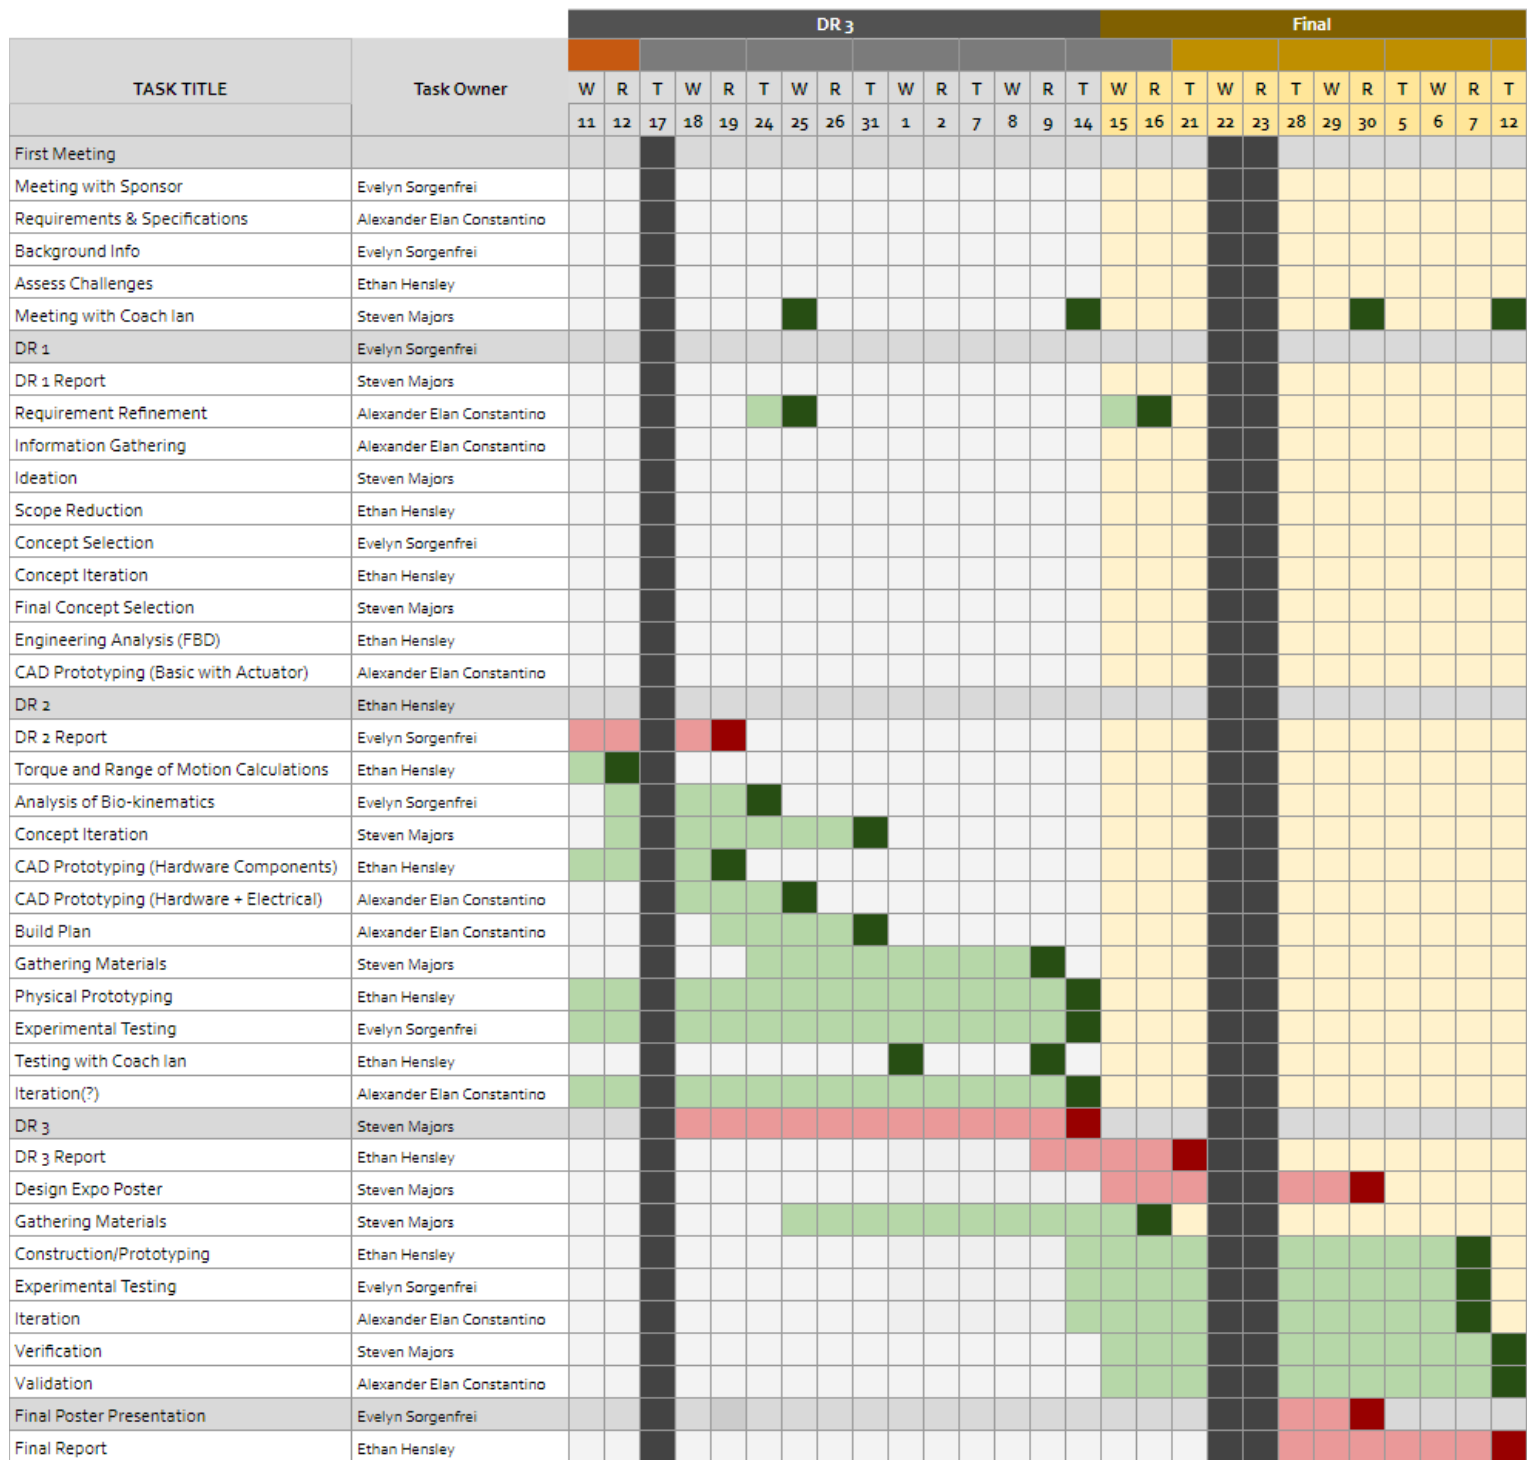 DR 3 Final
TASK TITLE Task Owner W R T W R T W R T W R T W R T W R T W R T W R T W R T
11 12 17 18 19 24 25 26 31 1 2 7 8 9 14 15 16 21 22 23 28 29 30 5 6 7 12
First Meeting
Meeting with Sponsor Evelyn Sorgenfrei
Requirements & Specifications Alexander Elan Constantino
Background Info Evelyn Sorgenfrei
Assess Challenges Ethan Hensley
Meeting with Coach Ian Steven Majors
DR 1 Evelyn Sorgenfrei
DR 1 Report Steven Majors
Requirement Refinement Alexander Elan Constantino
Information Gathering Alexander Elan Constantino
Ideation Steven Majors
Scope Reduction Ethan Hensley
Concept Selection Evelyn Sorgenfrei
Concept Iteration Ethan Hensley
Final Concept Selection Steven Majors
Engineering Analysis (FBD) Ethan Hensley
CAD Prototyping (Basic with Actuator) Alexander Elan Constantino
DR 2 Ethan Hensley
DR 2 Report Evelyn Sorgenfrei
Torque and Range of Motion Calculations Ethan Hensley
Analysis of Bio-kinematics Evelyn Sorgenfrei
Concept Iteration Steven Majors
CAD Prototyping (Hardware Components) Ethan Hensley
CAD Prototyping (Hardware + Electrical) Alexander Elan Constantino
Build Plan Alexander Elan Constantino
Gathering Materials Steven Majors
Physical Prototyping Ethan Hensley
Experimental Testing Evelyn Sorgenfrei
Testing with Coach Ian Ethan Hensley
Iteration(?) Alexander Elan Constantino
DR 3 Steven Majors
DR 3 Report Ethan Hensley
Design Expo Poster Steven Majors
Gathering Materials Steven Majors
Construction/Prototyping Ethan Hensley
Experimental Testing Evelyn Sorgenfrei
Iteration Alexander Elan Constantino
Verification Steven Majors
Validation Alexander Elan Constantino
Final Poster Presentation Evelyn Sorgenfrei
Final Report Ethan Hensley